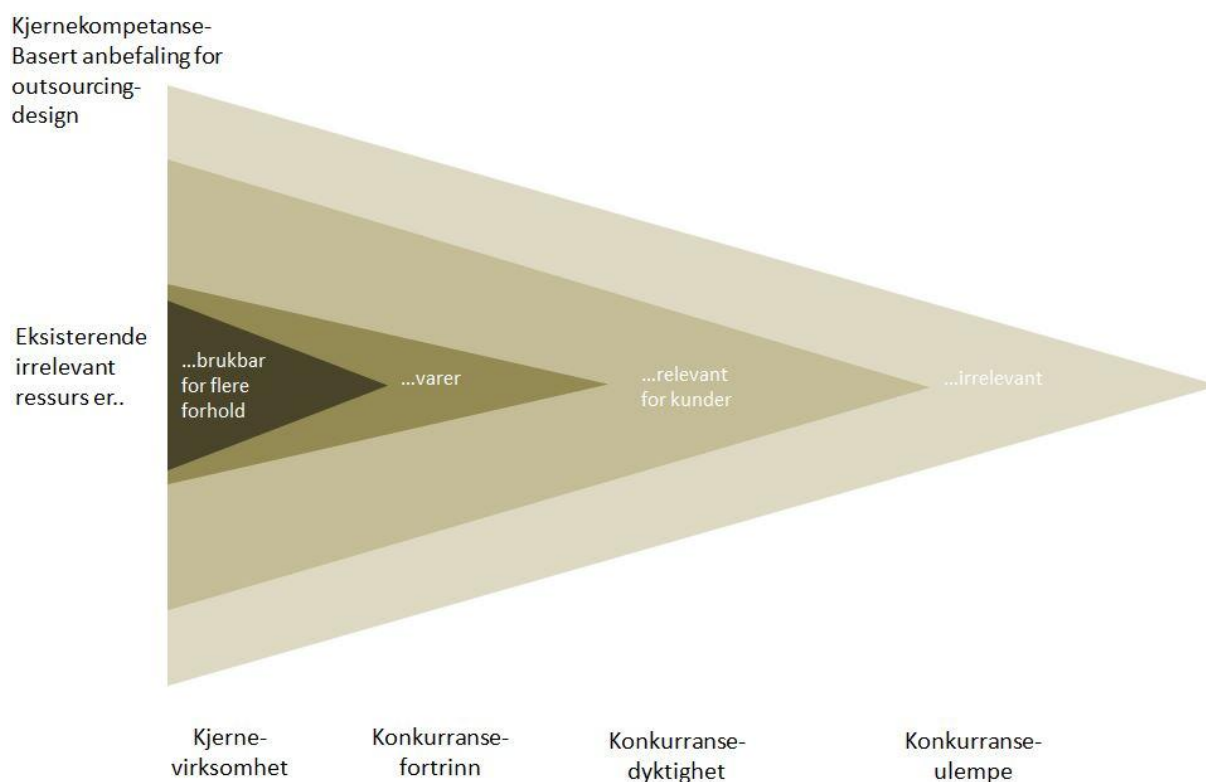 Kjernekompetanse-
Basert anbefaling for
outsourcing-
design
Eksisterende
irrelevant
ressurs er..
...brukbar
for flere
forhold
...varer
...relevant
for kunder
...irrelevant
Kjerne-
virksomhet
Konkurranse-
fortrinn
Konkurranse-
dyktighet
Konkurranse-
ulempe